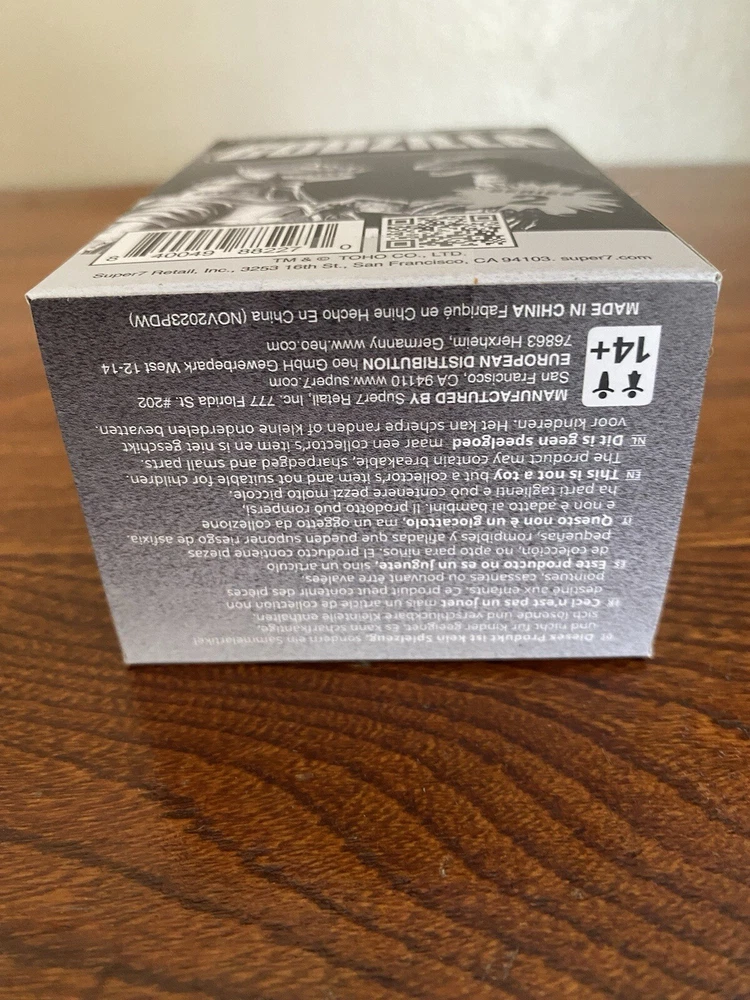 GODZILLA
8 40049 88227 0
TM & © TOHO CO., LTD.
Super7 Retail, Inc., 3253 16th St., San Francisco, CA 94103. super7.com
DE Dieses Produkt ist kein Spielzeug, sondern ein Sammelartikel
und nicht für Kinder geeignet. Es kann scharfkantige,
sich lösende und verschluckbare Kleinteile enthalten.
FR Ceci n'est pas un jouet mais un article de collection non
destiné aux enfants. Ce produit peut contenir des pièces
pointues, cassantes ou pouvant être avalées.
ES Este producto no es un juguete, sino un artículo
de colección, no apto para niños. El producto contiene piezas
pequeñas, rompibles y afiladas que pueden suponer riesgo de asfixia.
IT Questo non è un giocattolo, ma un oggetto da collezione
e non è adatto ai bambini. Il prodotto può rompersi,
ha parti taglienti e può contenere pezzi molto piccole.
EN This is not a toy but a collector's item and not suitable for children.
The product may contain breakable, sharpedged and small parts.
NL Dit is geen speelgoed maar een collector's item en is niet geschikt
voor kinderen. Het kan scherpe randen of kleine onderdelen bevatten.
MANUFACTURED BY Super7 Retail, Inc. 777 Florida St. #202
San Francisco, CA 94110 www.super7.com
EUROPEAN DISTRIBUTION heo GmbH Gewerbepark West 12-14
76863 Herxheim, Germanny www.heo.com
14+
MADE IN CHINA Fabriqué en Chine Hecho En China (NOV2023PDW)